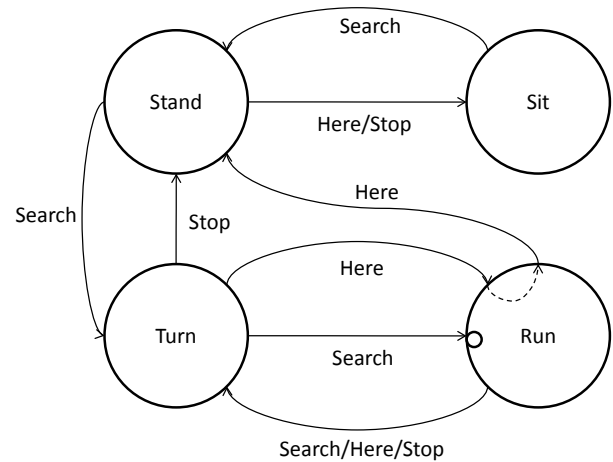 Search
Stand
Sit
Here/Stop
Here
Search
Stop
Here
Turn
Run
Search
Search/Here/Stop